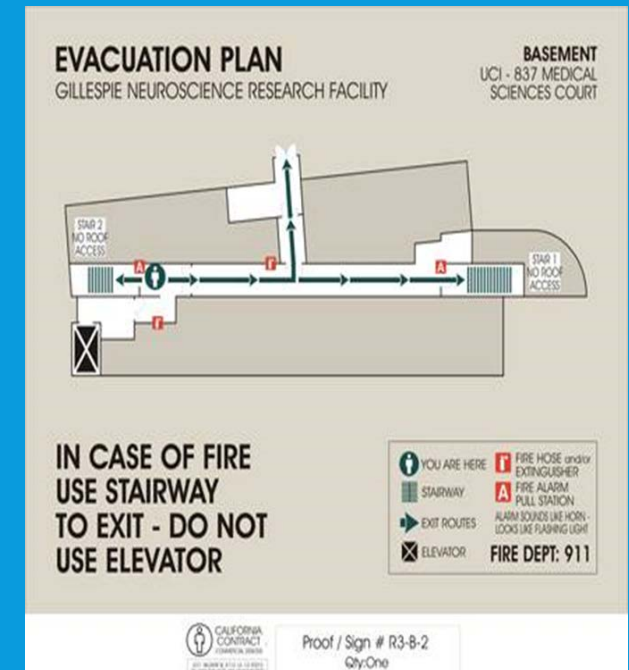 EVACUATION PLAN
GILLESPIE NEUROSCIENCE RESEARCH FACILITY
BASEMENT
UCI - 837 MEDICAL
SCIENCES COURT
STAIR 2
NO ROOF
ACCESS
A
A
STAIR 1
NO ROOF
ACCESS
IN CASE OF FIRE
USE STAIRWAY
TO EXIT - DO NOT
USE ELEVATOR
YOU ARE HERE
STAIRWAY
EXIT ROUTES
ELEVATOR
FIRE HOSE and/or
EXTINGUISHER
A FIRE ALARM
PULL STATION
ALARM SOUNDS LIKE HORN -
LOOKS LIKE FLASHING LIGHT
FIRE DEPT: 911
CALIFORNIA
CONTRACT
Proof / Sign # R3-B-2
Qty:One